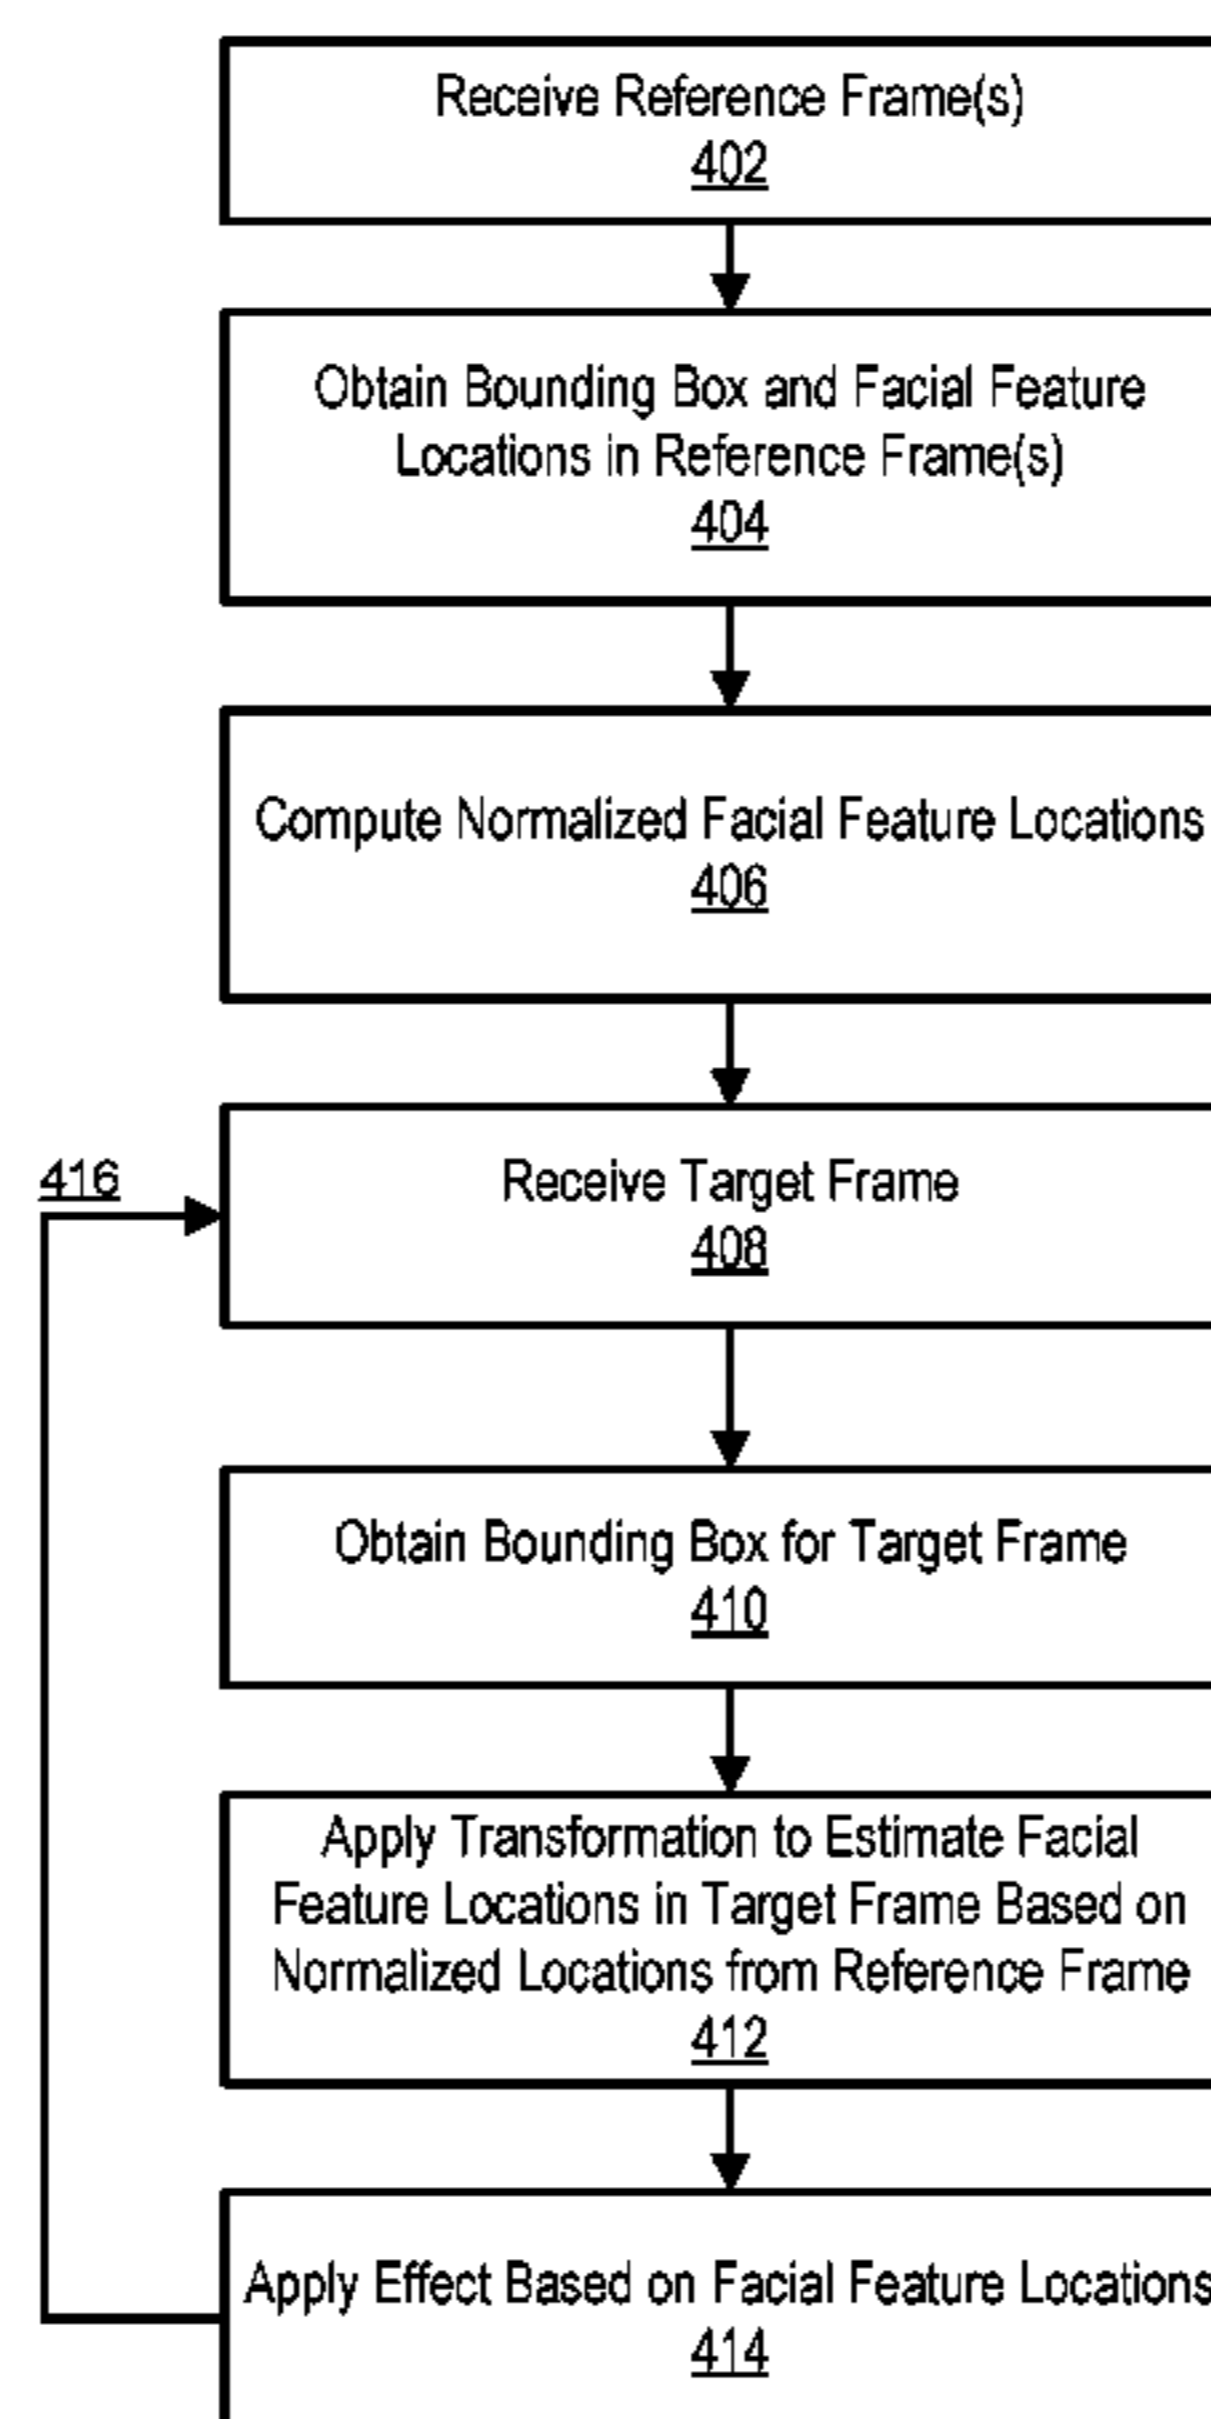 Receive Reference Frame(s)
402
Obtain Bounding Box and Facial Feature
Locations in Reference Frame(s)
404
Compute Normalized Facial Feature Locations
406
416
Receive Target Frame
408
Obtain Bounding Box for Target Frame
410
Apply Transformation to Estimate Facial
Feature Locations in Target Frame Based on
Normalized Locations from Reference Frame
412
Apply Effect Based on Facial Feature Locations
414